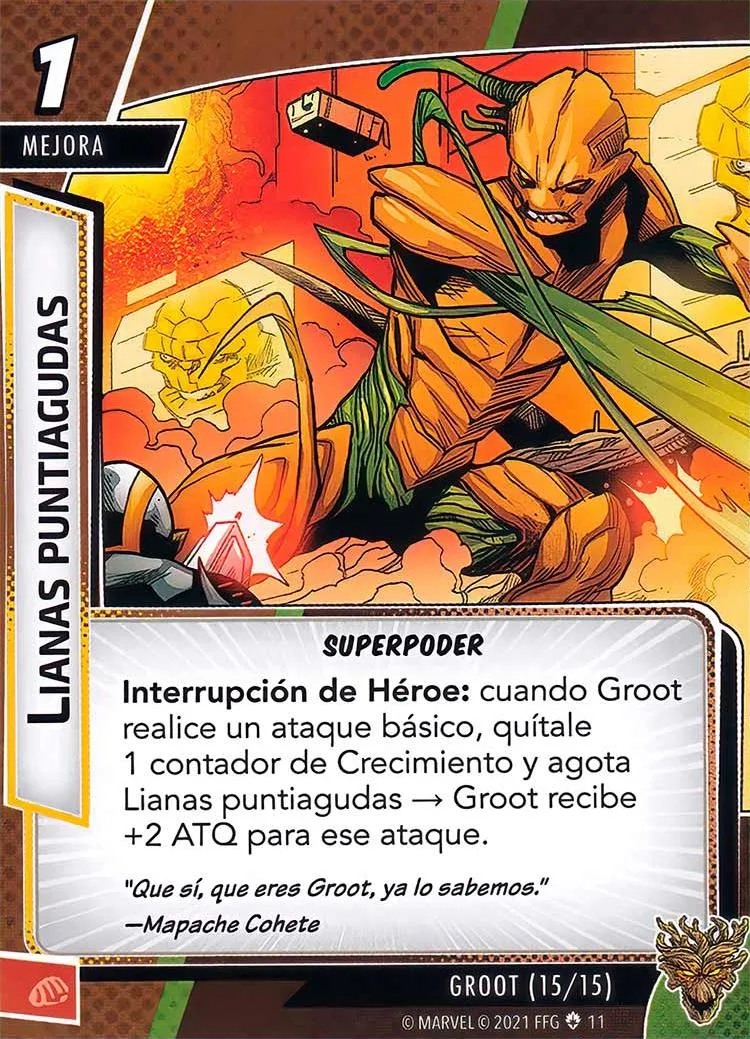 1
MEJORA
LIANAS PUNTIAGUDAS
SUPERPODER
Interrupción de Héroe: cuando Groot
realice un ataque básico, quítale
1 contador de Crecimiento y agota
Lianas puntiagudas → Groot recibe
+2 ATQ para ese ataque.
"Que sí, que eres Groot, ya lo sabemos."
—Mapache Cohete
GROOT (15/15)
© MARVEL © 2021 FFG 11